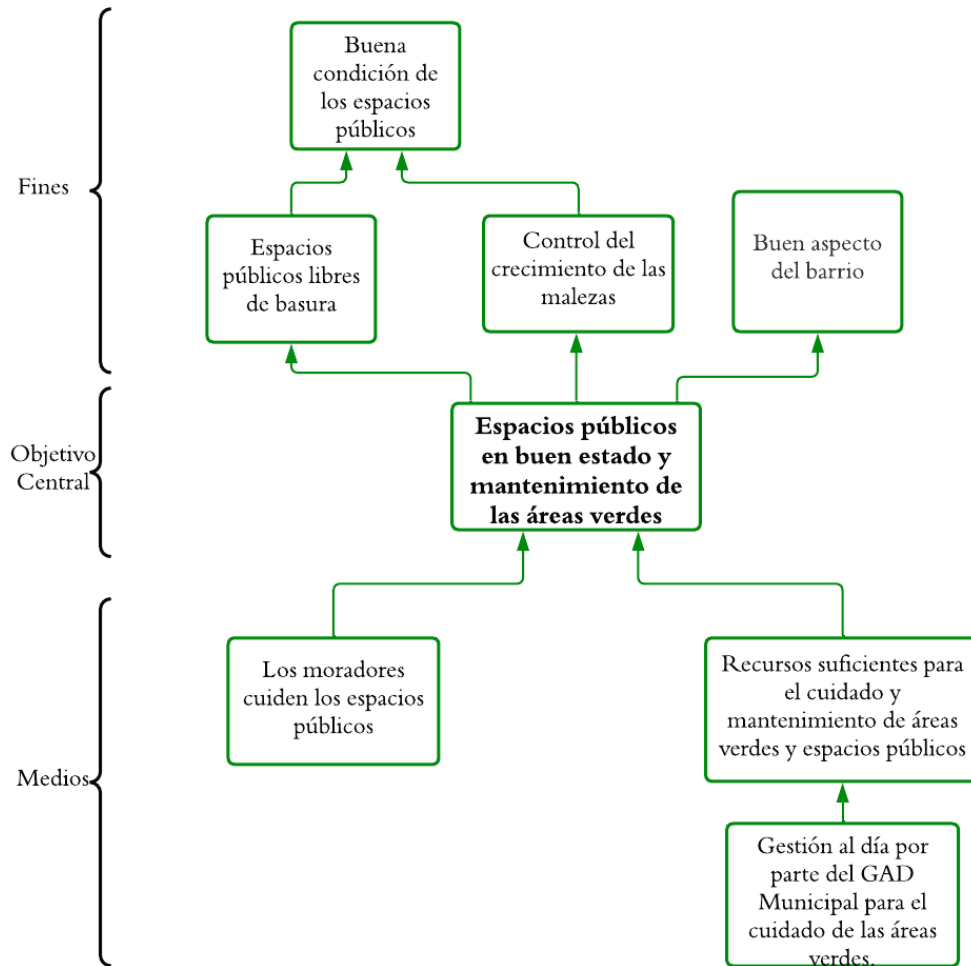 Buena
condición de
los espacios
públicos
Fines
Espacios
públicos libres
de basura
Control del
crecimiento de las
malezas
Buen aspecto
del barrio
Objetivo
Central
Espacios públicos
en buen estado y
mantenimiento de
las áreas verdes
Medios
Los moradores
cuiden los espacios
públicos
Recursos suficientes para
el cuidado y
mantenimiento de áreas
verdes y espacios públicos
Gestión al día por
parte del GAD
Municipal para el
cuidado de las áreas
verdes.